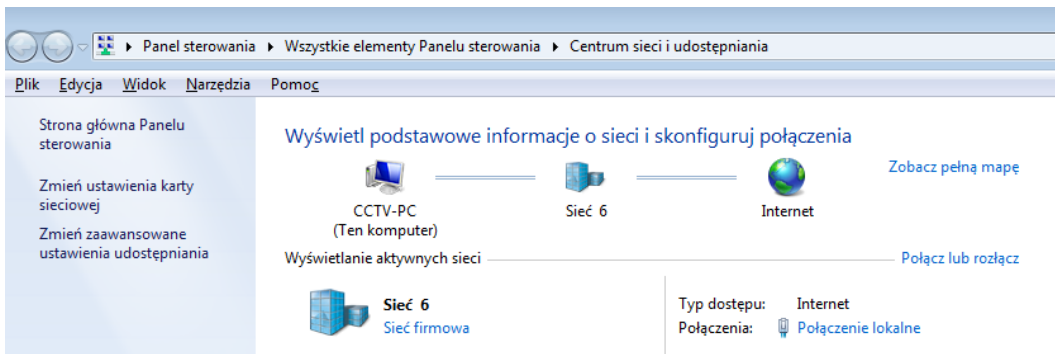 Panel sterowania ▸ Wszystkie elementy Panelu sterowania ▸ Centrum sieci i udostępniania
Plik Edycja Widok Narzędzia Pomoc
Strona główna Panelu
sterowania
Zmień ustawienia karty
sieciowej
Zmień zaawansowane
ustawienia udostępniania
Wyświetl podstawowe informacje o sieci i skonfiguruj połączenia
Zobacz pełną mapę
CCTV-PC
(Ten komputer)
Sieć 6
Internet
Wyświetlanie aktywnych sieci
Połącz lub rozłącz
Sieć 6
Sieć firmowa
Typ dostępu: Internet
Połączenia: Połączenie lokalne